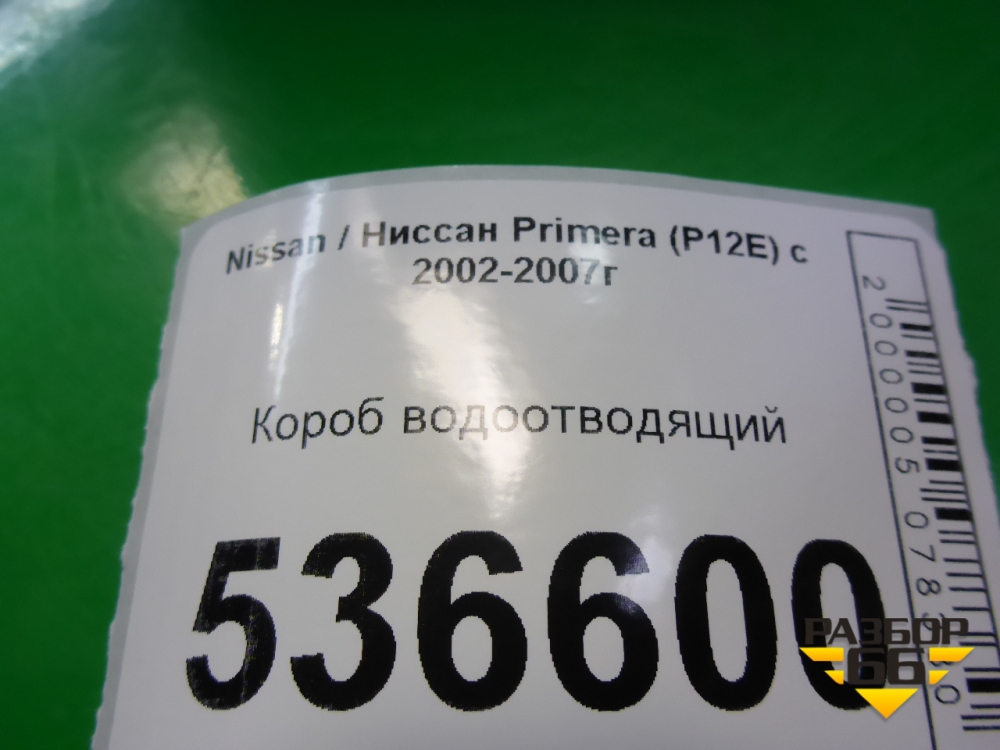 Nissan / Ниссан Primera (P12E) с
2002-2007г
Короб водоотводящий
536600
РАЗБОР
66